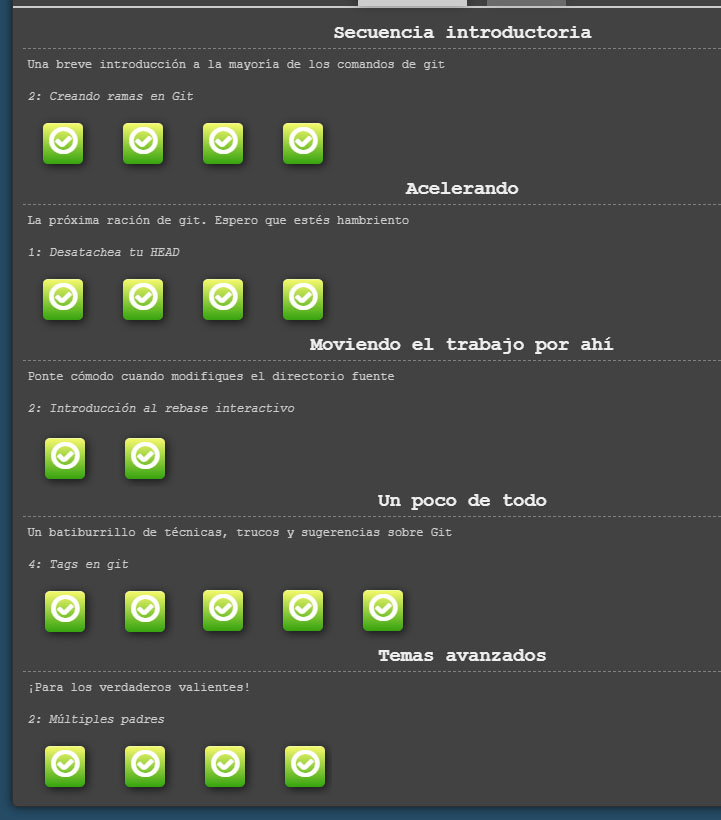 Secuencia introductoria
Una breve introducción a la mayoría de los comandos de git
2: Creando ramas en Git
Acelerando
La próxima ración de git. Espero que estés hambriento
1: Desatachea tu HEAD
Moviendo el trabajo por ahí
Ponte cómodo cuando modifiques el directorio fuente
2: Introducción al rebase interactivo
Un poco de todo
Un batiburrillo de técnicas, trucos y sugerencias sobre Git
4: Tags en git
Temas avanzados
¡Para los verdaderos valientes!
2: Múltiples padres